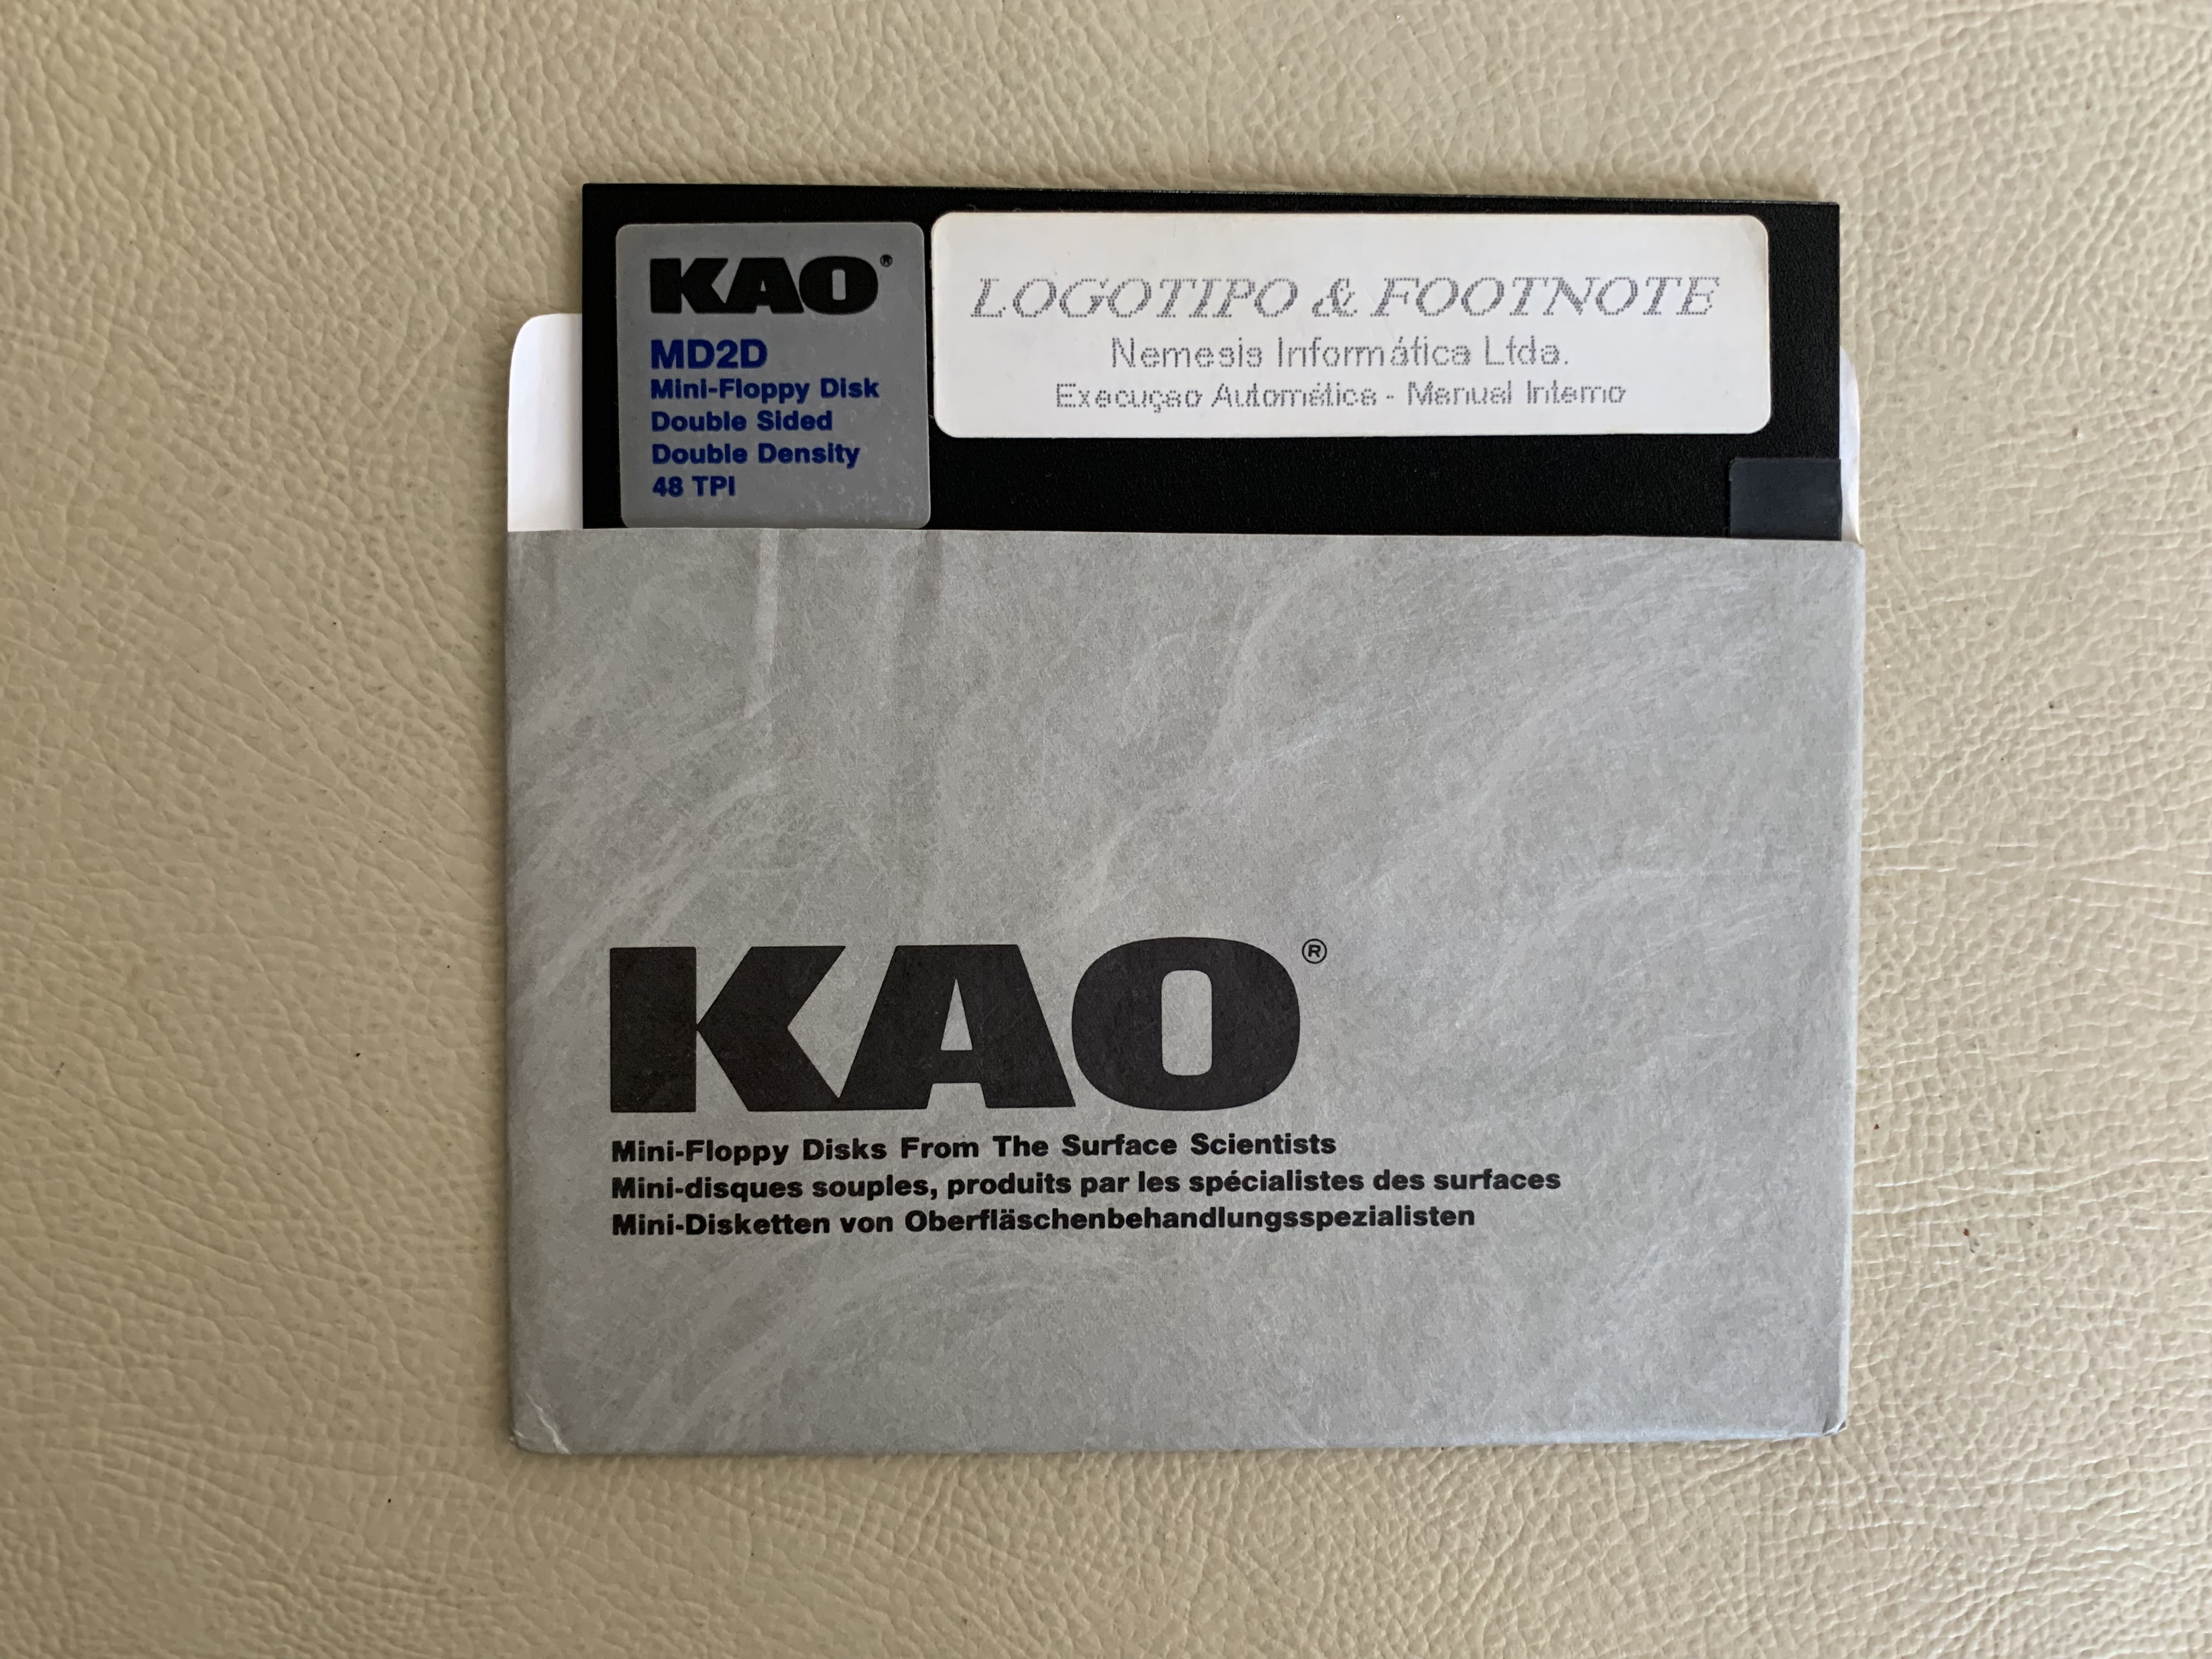 KAO®
MD2D
Mini-Floppy Disk
Double Sided
Double Density
48 TPI
LOGOTIPO & FOOTNOTE
Nemesis Informática Ltda.
Execuçao Automática - Manual Interno
KAO®
Mini-Floppy Disks From The Surface Scientists
Mini-disques souples, produits par les spécialistes des surfaces
Mini-Disketten von Oberfläschenbehandlungsspezialisten